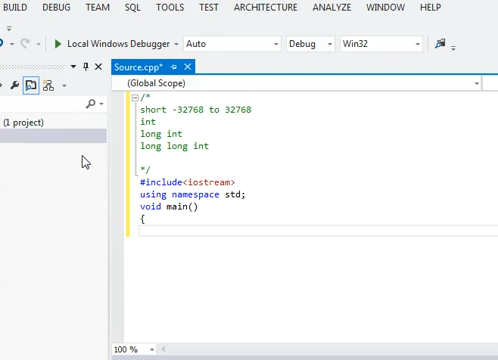 BUILD DEBUG TEAM SQL TOOLS TEST ARCHITECTURE ANALYZE WINDOW HELP
Local Windows Debugger Auto Debug Win32
Source.cpp*
(Global Scope)
(1 project)
/*
short -32768 to 32768
int
long int
long long int
*/
#include<iostream>
using namespace std;
void main()
{
100 %